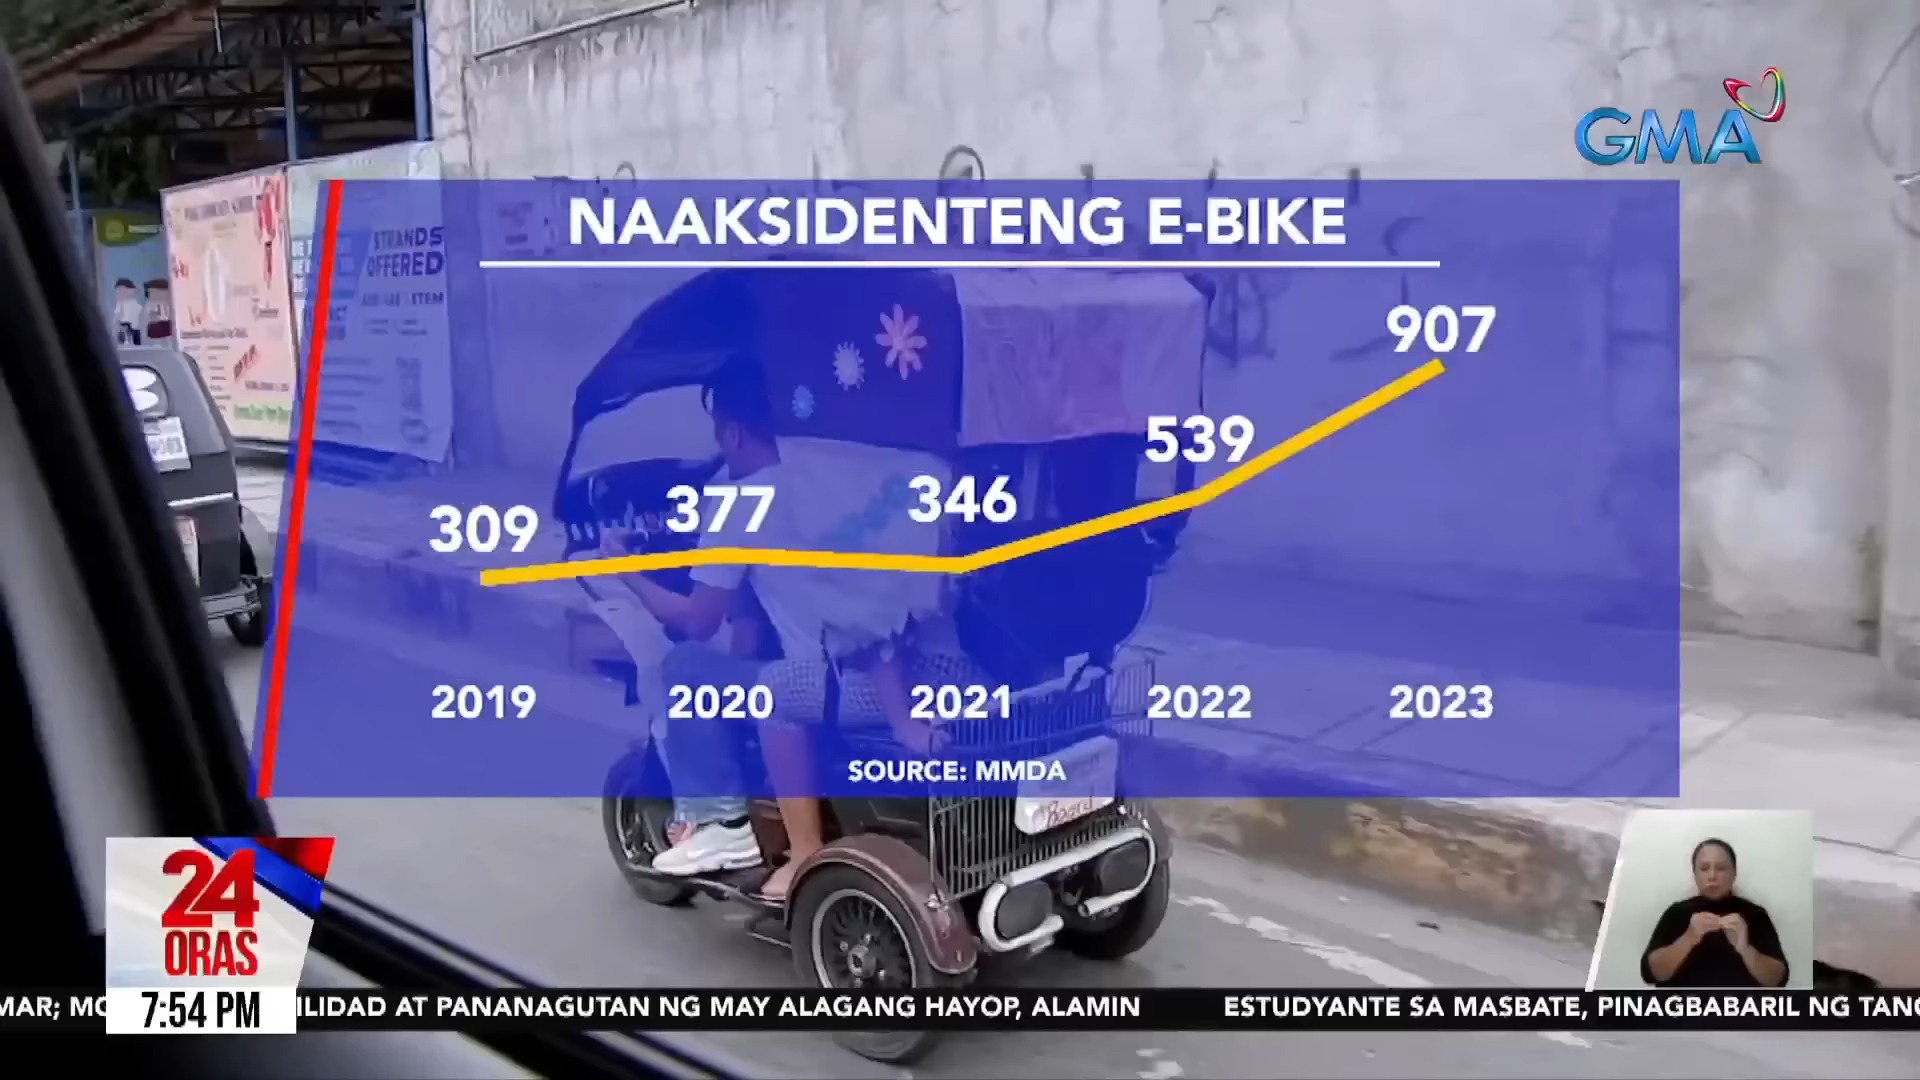 GMA
STRANDS
OFFERED
NAAKSIDENTENG E-BIKE
907
539
346
377
309
2019 2020 2021 2022 2023
SOURCE: MMDA
24
ORAS
7:54 PM
MAR; MO
ILIDAD AT PANANAGUTAN NG MAY ALAGANG HAYOP, ALAMIN
ESTUDYANTE SA MASBATE, PINAGBABARIL NG TANG